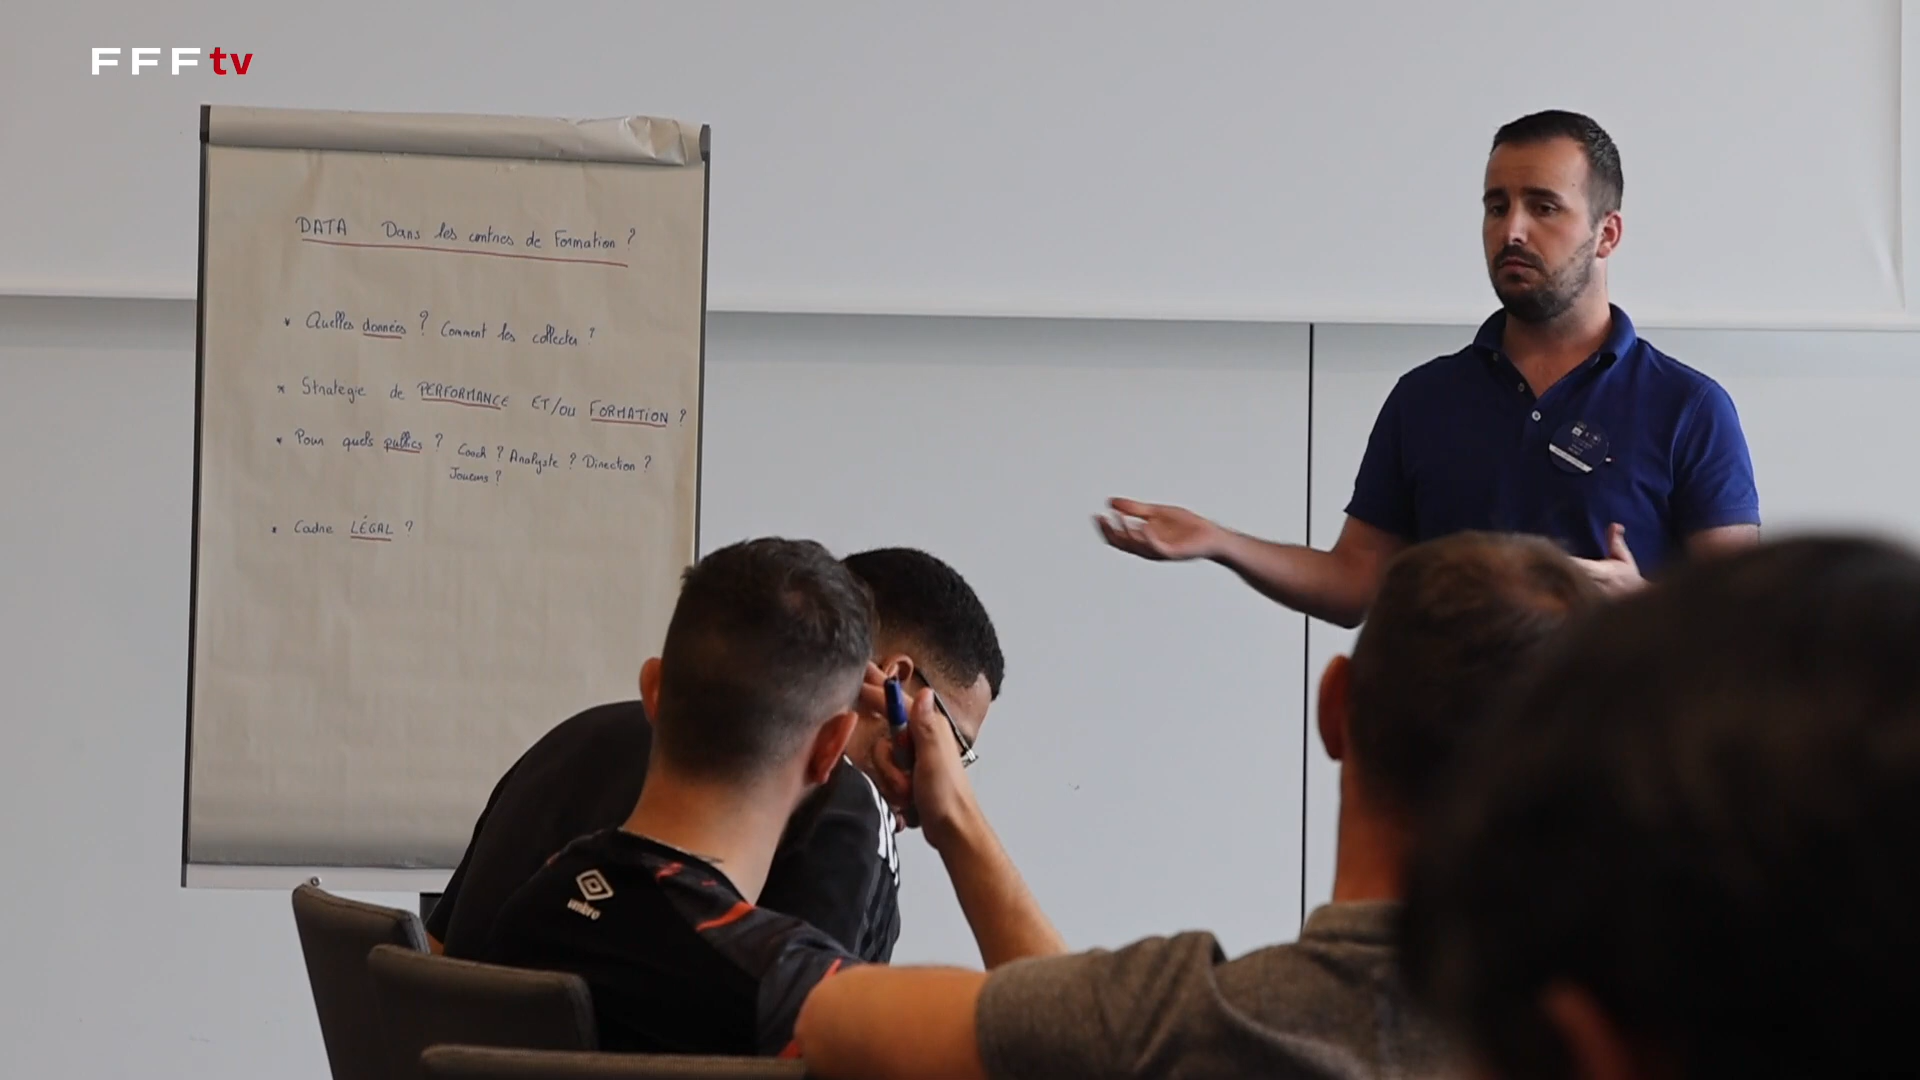 FFFtv
DATA Dans les centres de Formation ?
* Quelles données ? Comment les collecter ?
* Stratégie de PERFORMANCE ET/OU FORMATION ?
* Pour quels publics ? Coach ? Analyste ? Direction ?
Joueurs ?
* Cadre LÉGAL ?
umbro